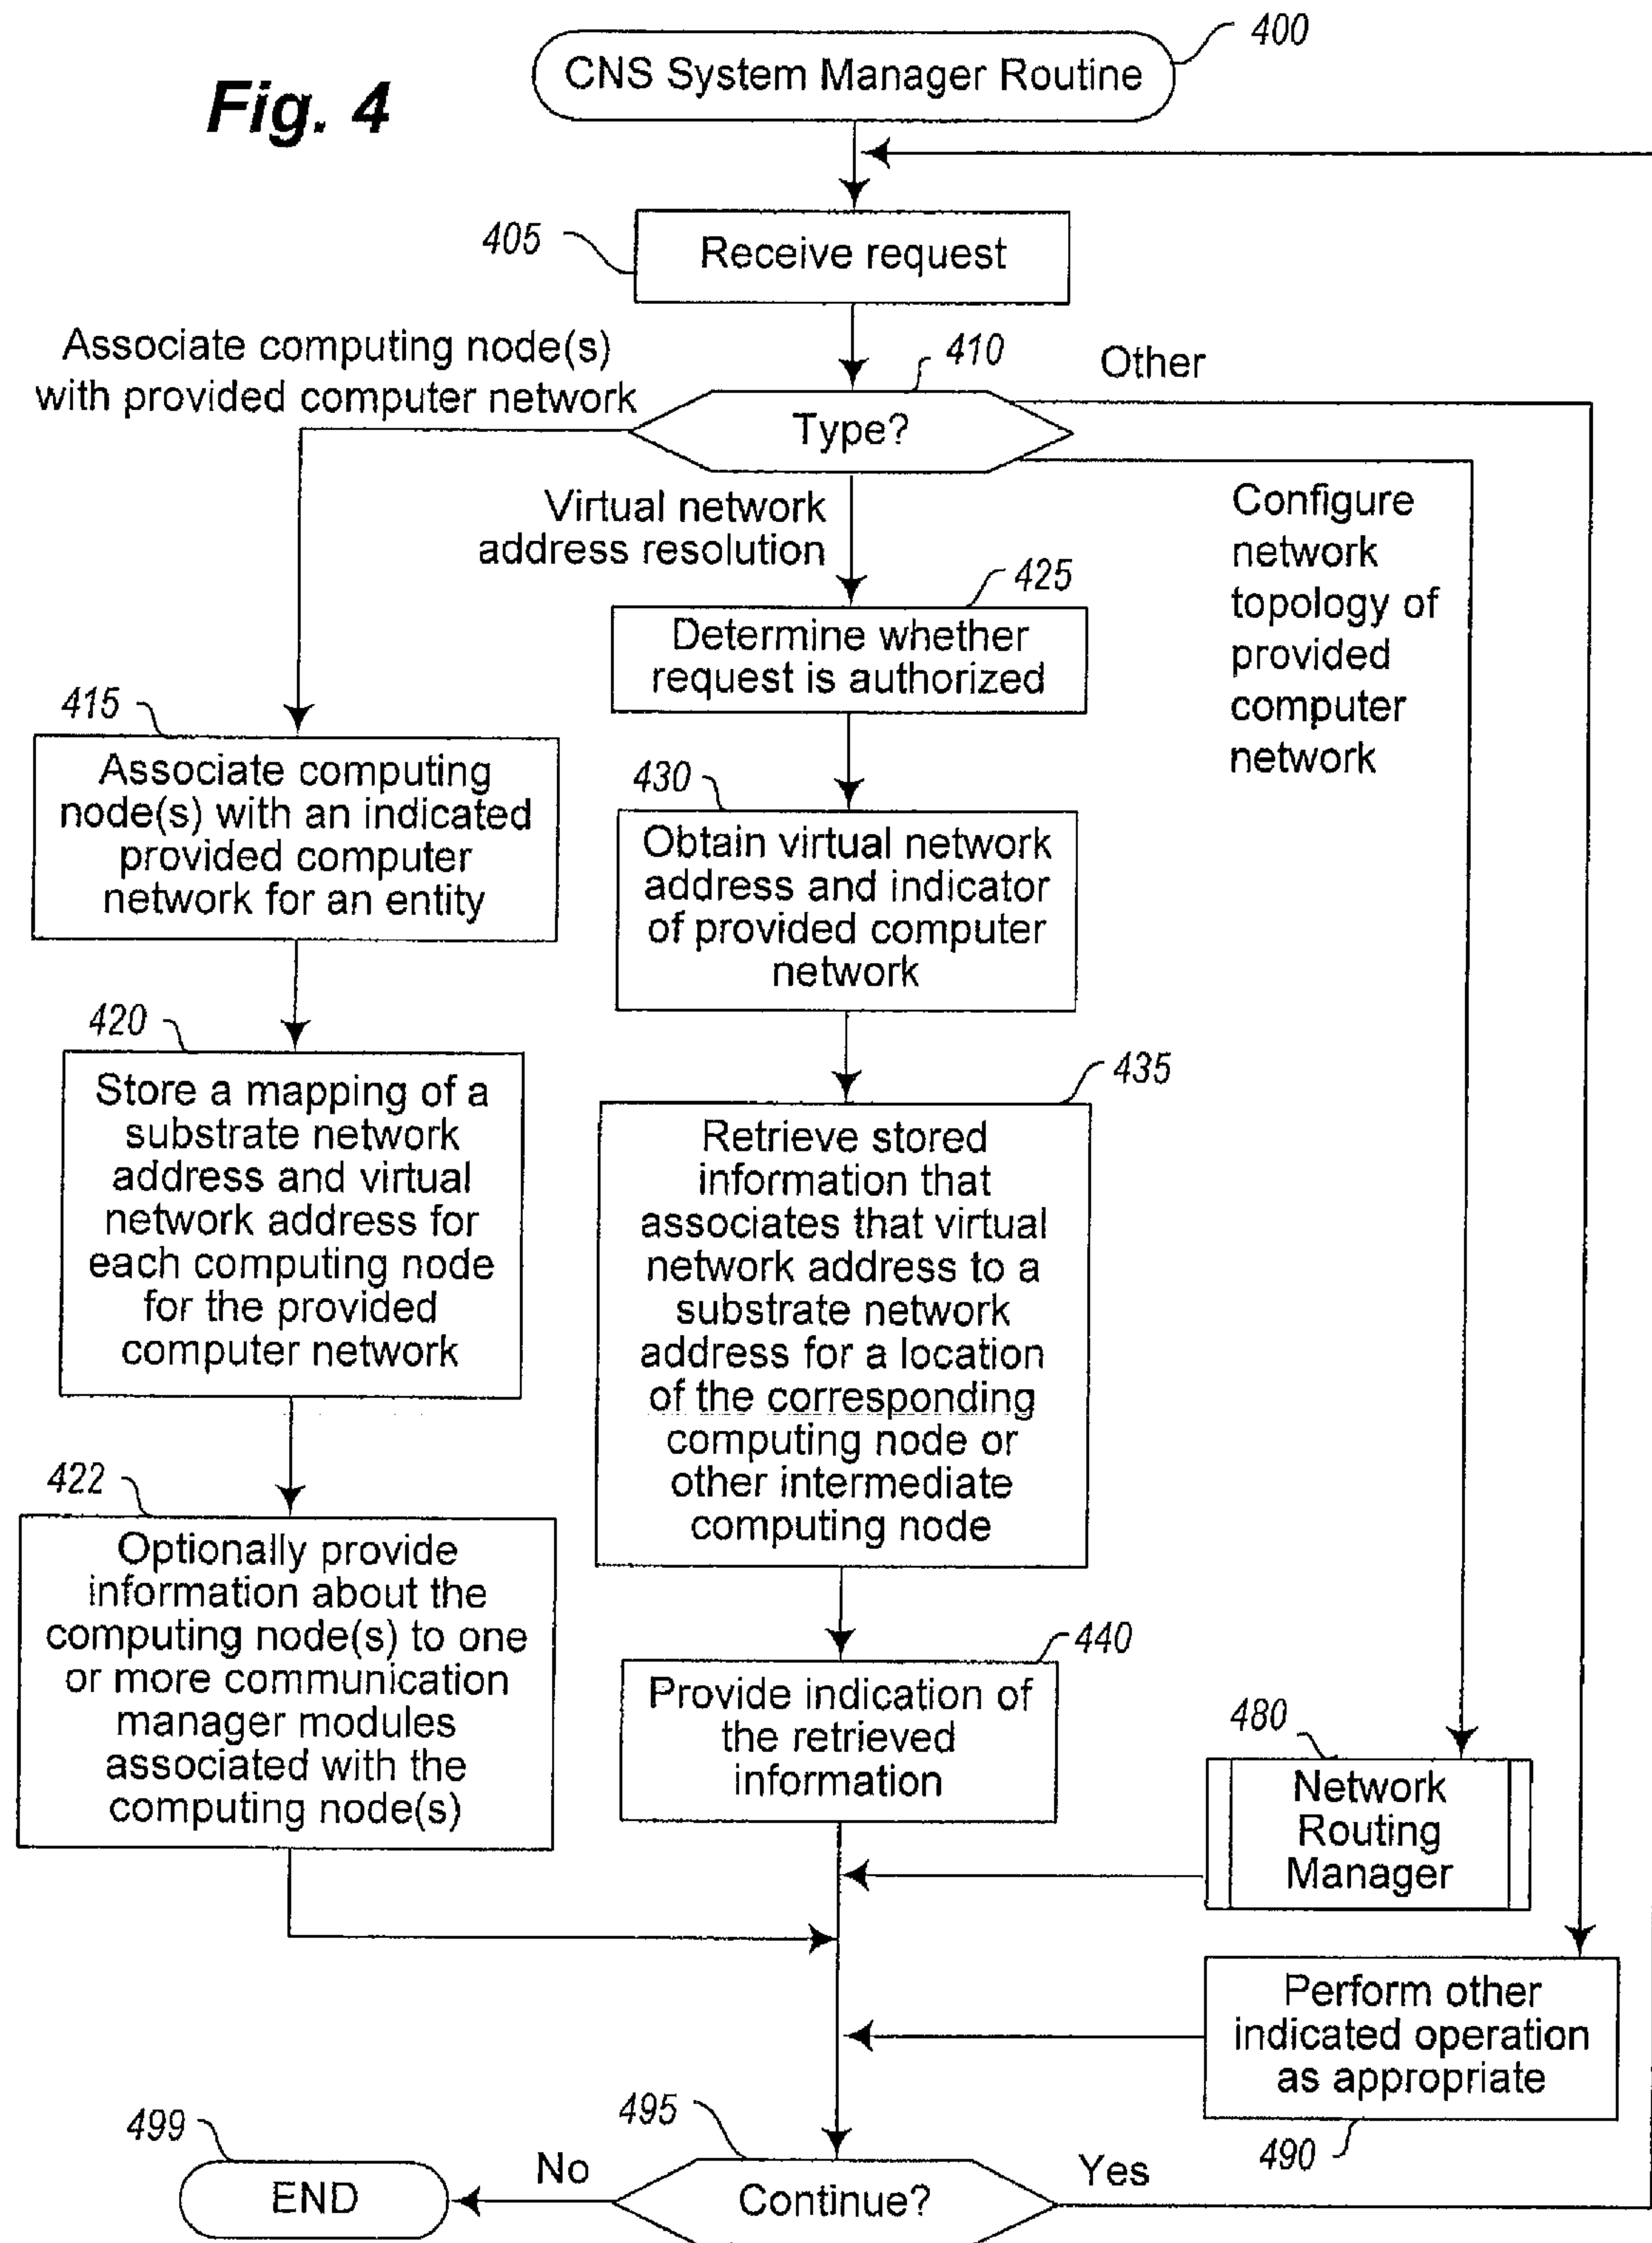 Fig. 4
400
CNS System Manager Routine
405
Receive request
Associate computing node(s)
with provided computer network
410
Other
Type?
Virtual network
address resolution
Configure
network
topology of
provided
computer
network
425
Determine whether
request is authorized
415
Associate computing
node(s) with an indicated
provided computer
network for an entity
430
Obtain virtual network
address and indicator
of provided computer
network
420
Store a mapping of a
substrate network
address and virtual
network address for
each computing node
for the provided
computer network
435
Retrieve stored
information that
associates that virtual
network address to a
substrate network
address for a location
of the corresponding
computing node or
other intermediate
computing node
422
Optionally provide
information about the
computing node(s) to one
or more communication
manager modules
associated with the
computing node(s)
440
Provide indication of
the retrieved
information
480
Network
Routing
Manager
Perform other
indicated operation
as appropriate
490
495
Continue?
Yes
No
499
END